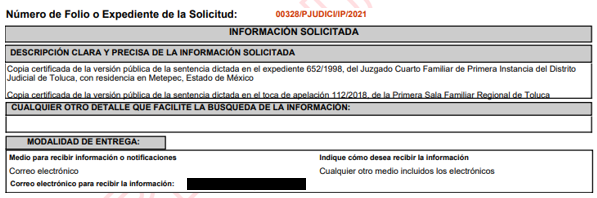 Número de Folio o Expediente de la Solicitud: 00328/PJUDICI/IP/2021
INFORMACIÓN SOLICITADA
DESCRIPCIÓN CLARA Y PRECISA DE LA INFORMACIÓN SOLICITADA
Copia certificada de la versión pública de la sentencia dictada en el expediente 652/1998, del Juzgado Cuarto Familiar de Primera Instancia del Distrito
Judicial de Toluca, con residencia en Metepec, Estado de México
Copia certificada de la versión pública de la sentencia dictada en el toca de apelación 112/2018, de la Primera Sala Familiar Regional de Toluca
CUALQUIER OTRO DETALLE QUE FACILITE LA BUSQUEDA DE LA INFORMACIÓN:
MODALIDAD DE ENTREGA:
Medio para recibir información o notificaciones Indique cómo desea recibir la información
Correo electrónico Cualquier otro medio incluidos los electrónicos
Correo electrónico para recibir la información: